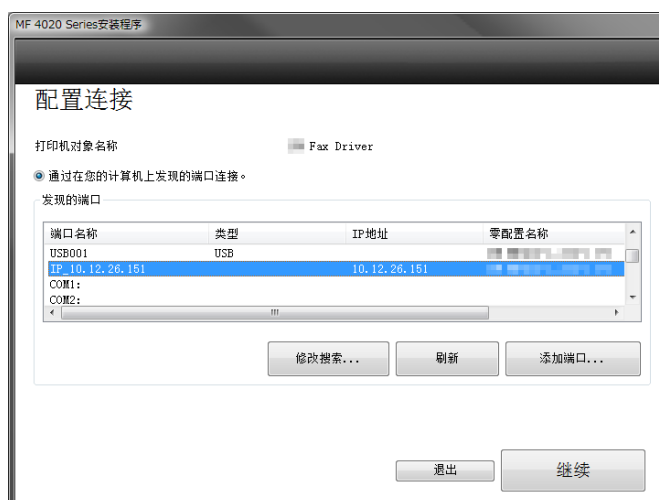 MF 4020 Series安装程序
配置连接
打印机对象名称 Fax Driver
通过在您的计算机上发现的端口连接。
发现的端口
端口名称 类型 IP地址 零配置名称
USB001 USB
IP_10.12.26.151 10.12.26.151
COM1:
COM2:
修改搜索... 刷新 添加端口...
退出 继续